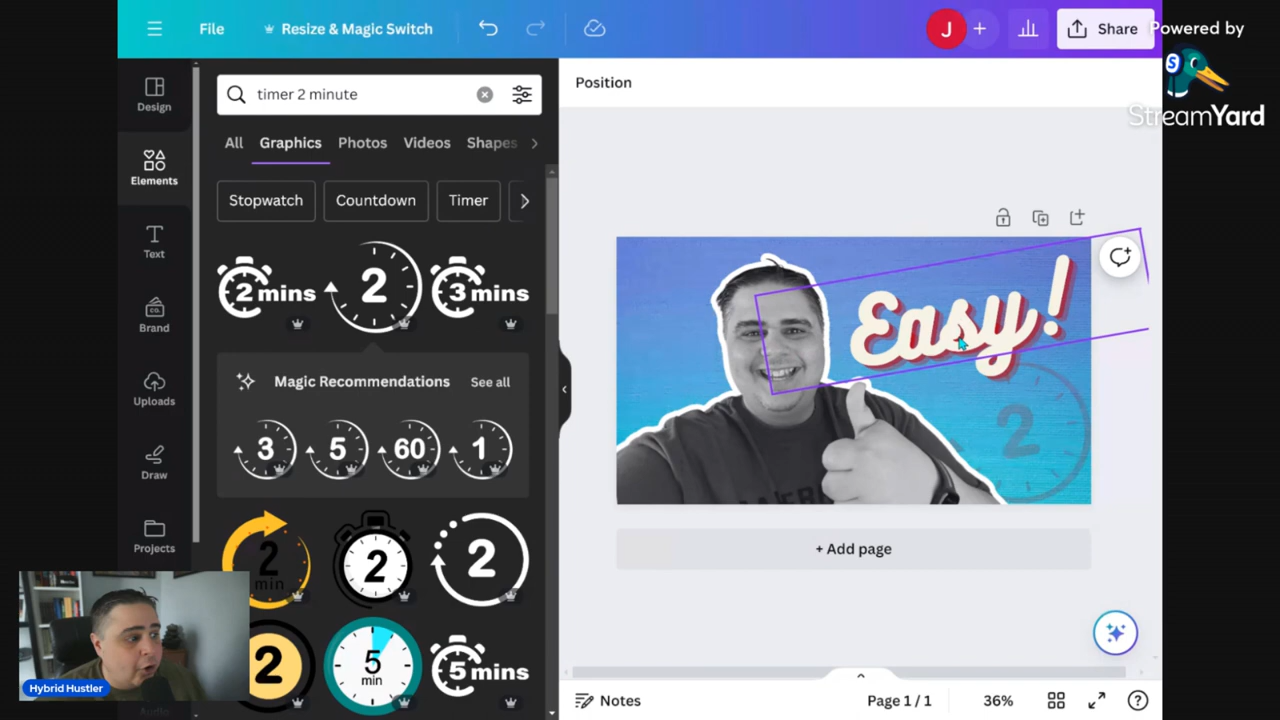 File
Resize & Magic Switch
J
+
Share
Powered by
S
StreamYard
Design
Elements
Text
CO.
Brand
Uploads
Draw
Projects
timer 2 minute
All
Graphics
Photos
Videos
Shapes
Stopwatch
Countdown
Timer
2 mins
2
3 mins
Magic Recommendations
See all
3
5
60
1
2 min
2
2
2
5 min
5 mins
Position
Easy!
2
+ Add page
Notes
Page 1 / 1
36%
?
Hybrid Hustler